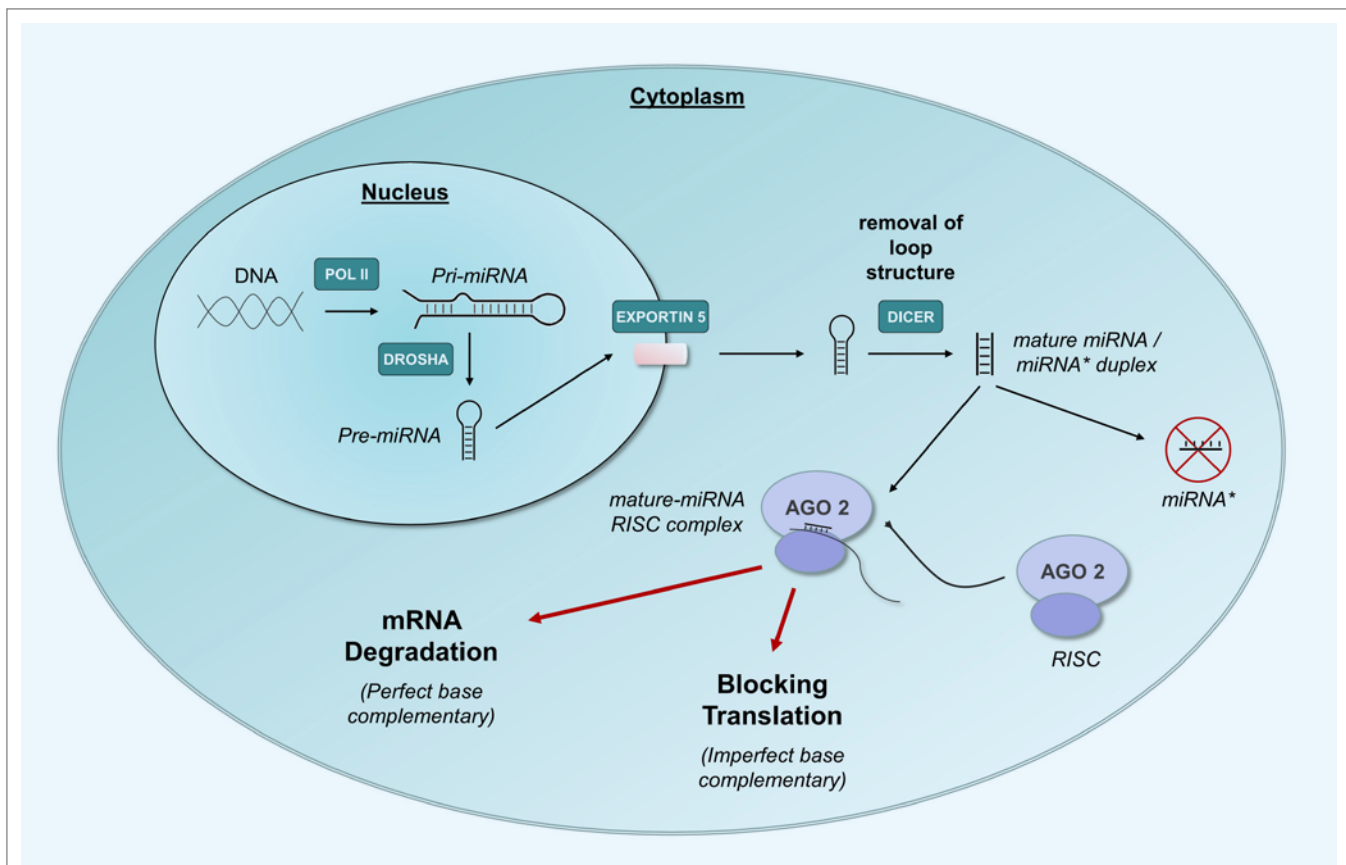 Cytoplasm
Nucleus
DNA
POL II
Pri-miRNA
DROSHA
Pre-miRNA
EXPORTIN 5
removal of
loop
structure
DICER
mature miRNA /
miRNA* duplex
miRNA*
mature-miRNA
RISC complex
AGO 2
AGO 2
RISC
mRNA
Degradation
(Perfect base
complementary)
Blocking
Translation
(Imperfect base
complementary)